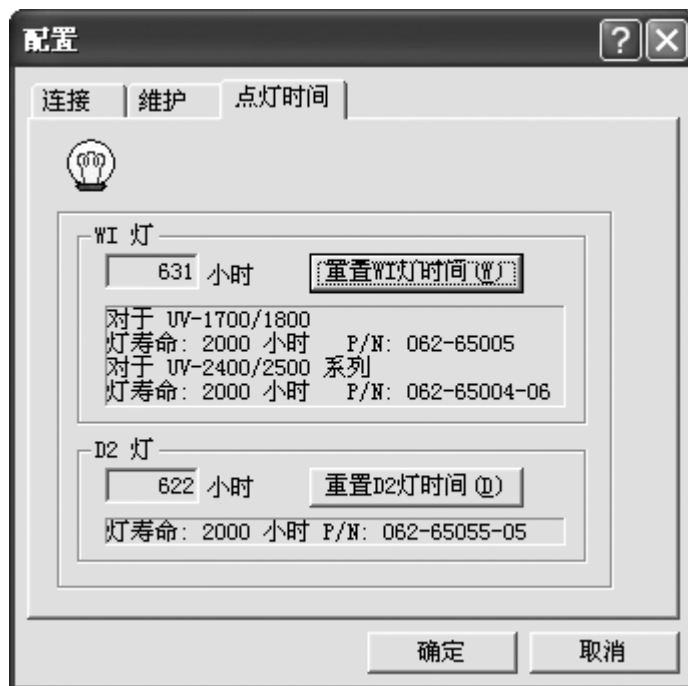 配置
连接 维护 点灯时间
WI 灯
631 小时 重置WI灯时间(W)
对于 UV-1700/1800
灯寿命: 2000 小时 P/N: 062-65005
对于 UV-2400/2500 系列
灯寿命: 2000 小时 P/N: 062-65004-06
D2 灯
622 小时 重置D2灯时间(D)
灯寿命: 2000 小时 P/N: 062-65055-05
确定 取消